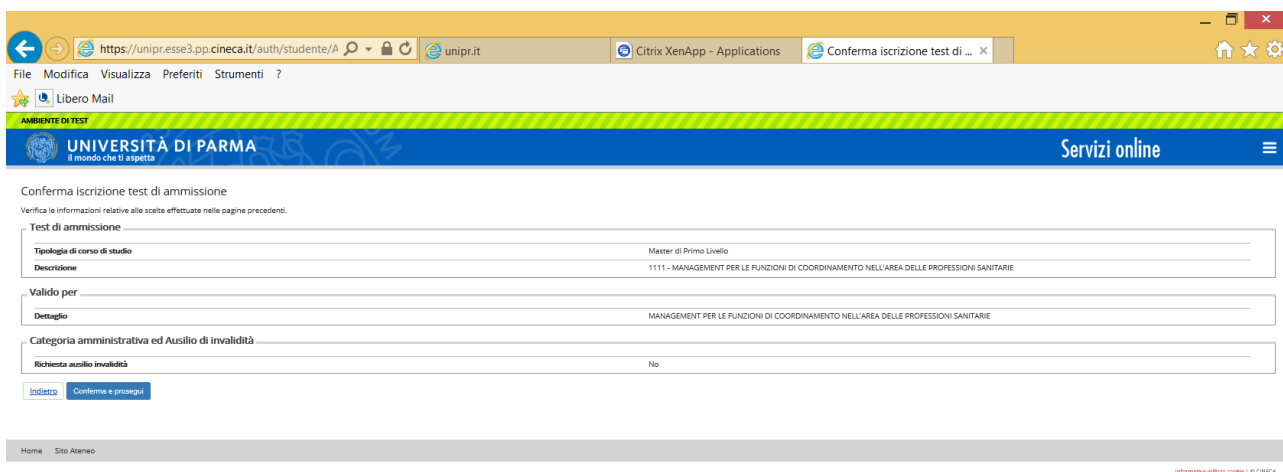 https://unipr.esse3.pp.cineca.it/auth/studente/A
unipr.it
Citrix XenApp - Applications
Conferma iscrizione test di ...
File Modifica Visualizza Preferiti Strumenti ?
Libero Mail
AMBIENTE DI TEST
UNIVERSITÀ DI PARMA
il mondo che ti aspetta
Servizi online
Conferma iscrizione test di ammissione
Verifica le informazioni relative alle scelte effettuate nelle pagine precedenti.
Test di ammissione
Tipologia di corso di studio Master di Primo Livello
Descrizione 1111 - MANAGEMENT PER LE FUNZIONI DI COORDINAMENTO NELL'AREA DELLE PROFESSIONI SANITARIE
Valido per
Dettaglio MANAGEMENT PER LE FUNZIONI DI COORDINAMENTO NELL'AREA DELLE PROFESSIONI SANITARIE
Categoria amministrativa ed Ausilio di invalidità
Richiesta ausilio invalidità No
Indietro Conferma e prosegui
Home Sito Ateneo
Informativa utilizzo cookie | © CINECA